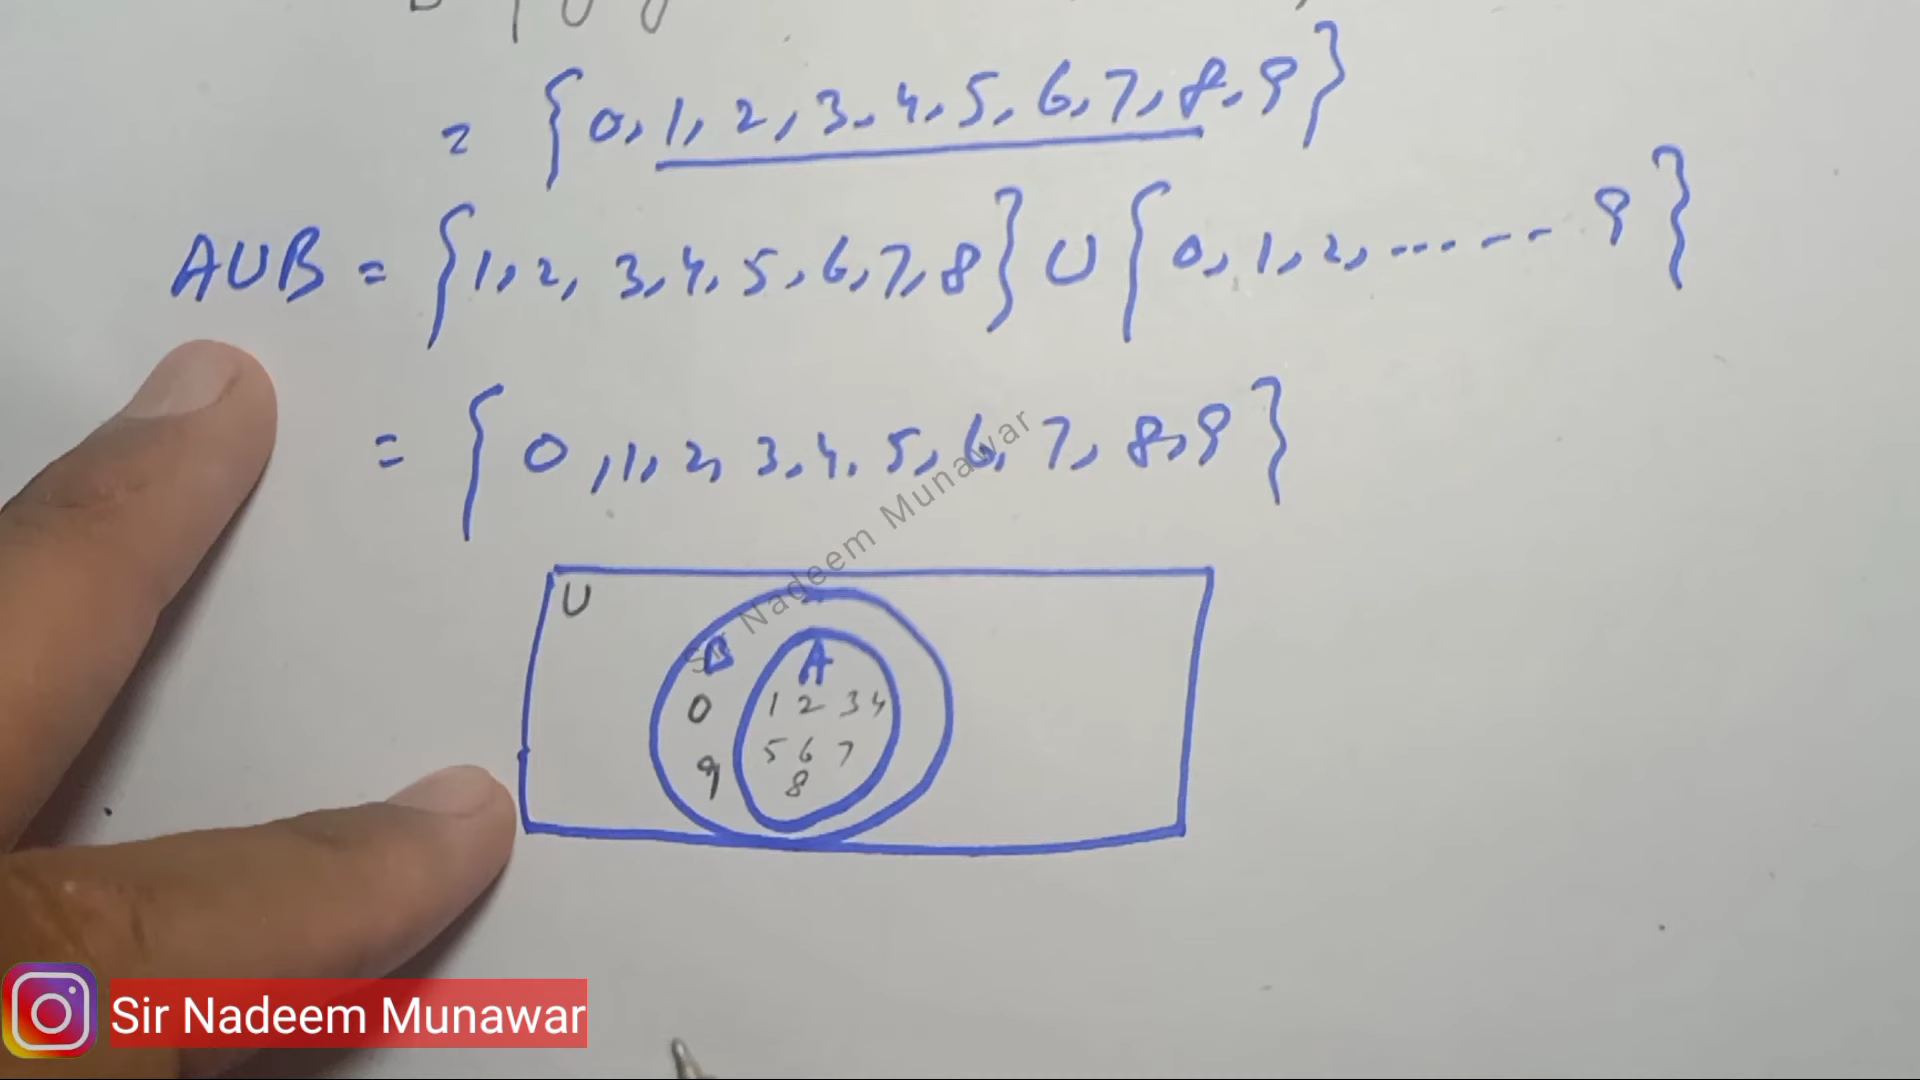 = {0, 1, 2, 3, 4, 5, 6, 7, 8, 9}
AUB = {1, 2, 3, 4, 5, 6, 7, 8} U {0, 1, 2, ........ 9}
= {0, 1, 2, 3, 4, 5, 6, 7, 8, 9}
Sir Nadeem Munawar
U
B A
0 1 2 3 4
5 6 7
9 8
Sir Nadeem Munawar